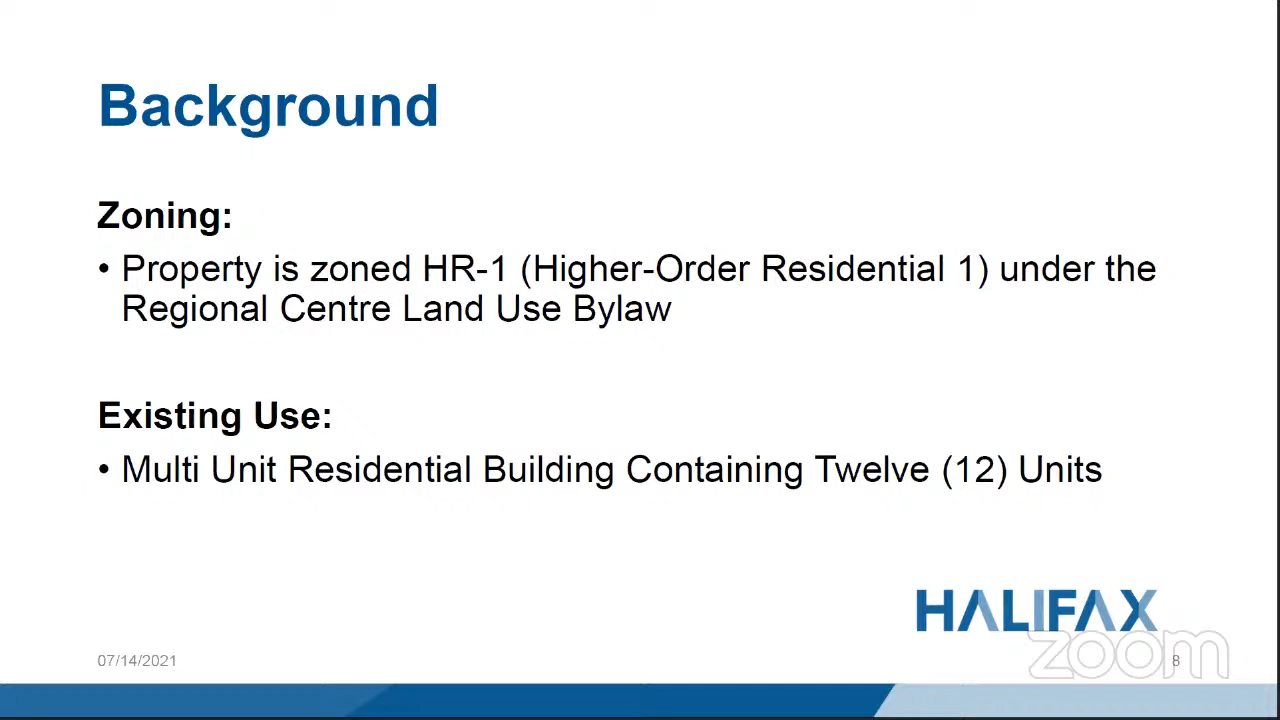 Background
Zoning:
• Property is zoned HR-1 (Higher-Order Residential 1) under the
Regional Centre Land Use Bylaw
Existing Use:
• Multi Unit Residential Building Containing Twelve (12) Units
HALIFAX
zoom
07/14/2021
8